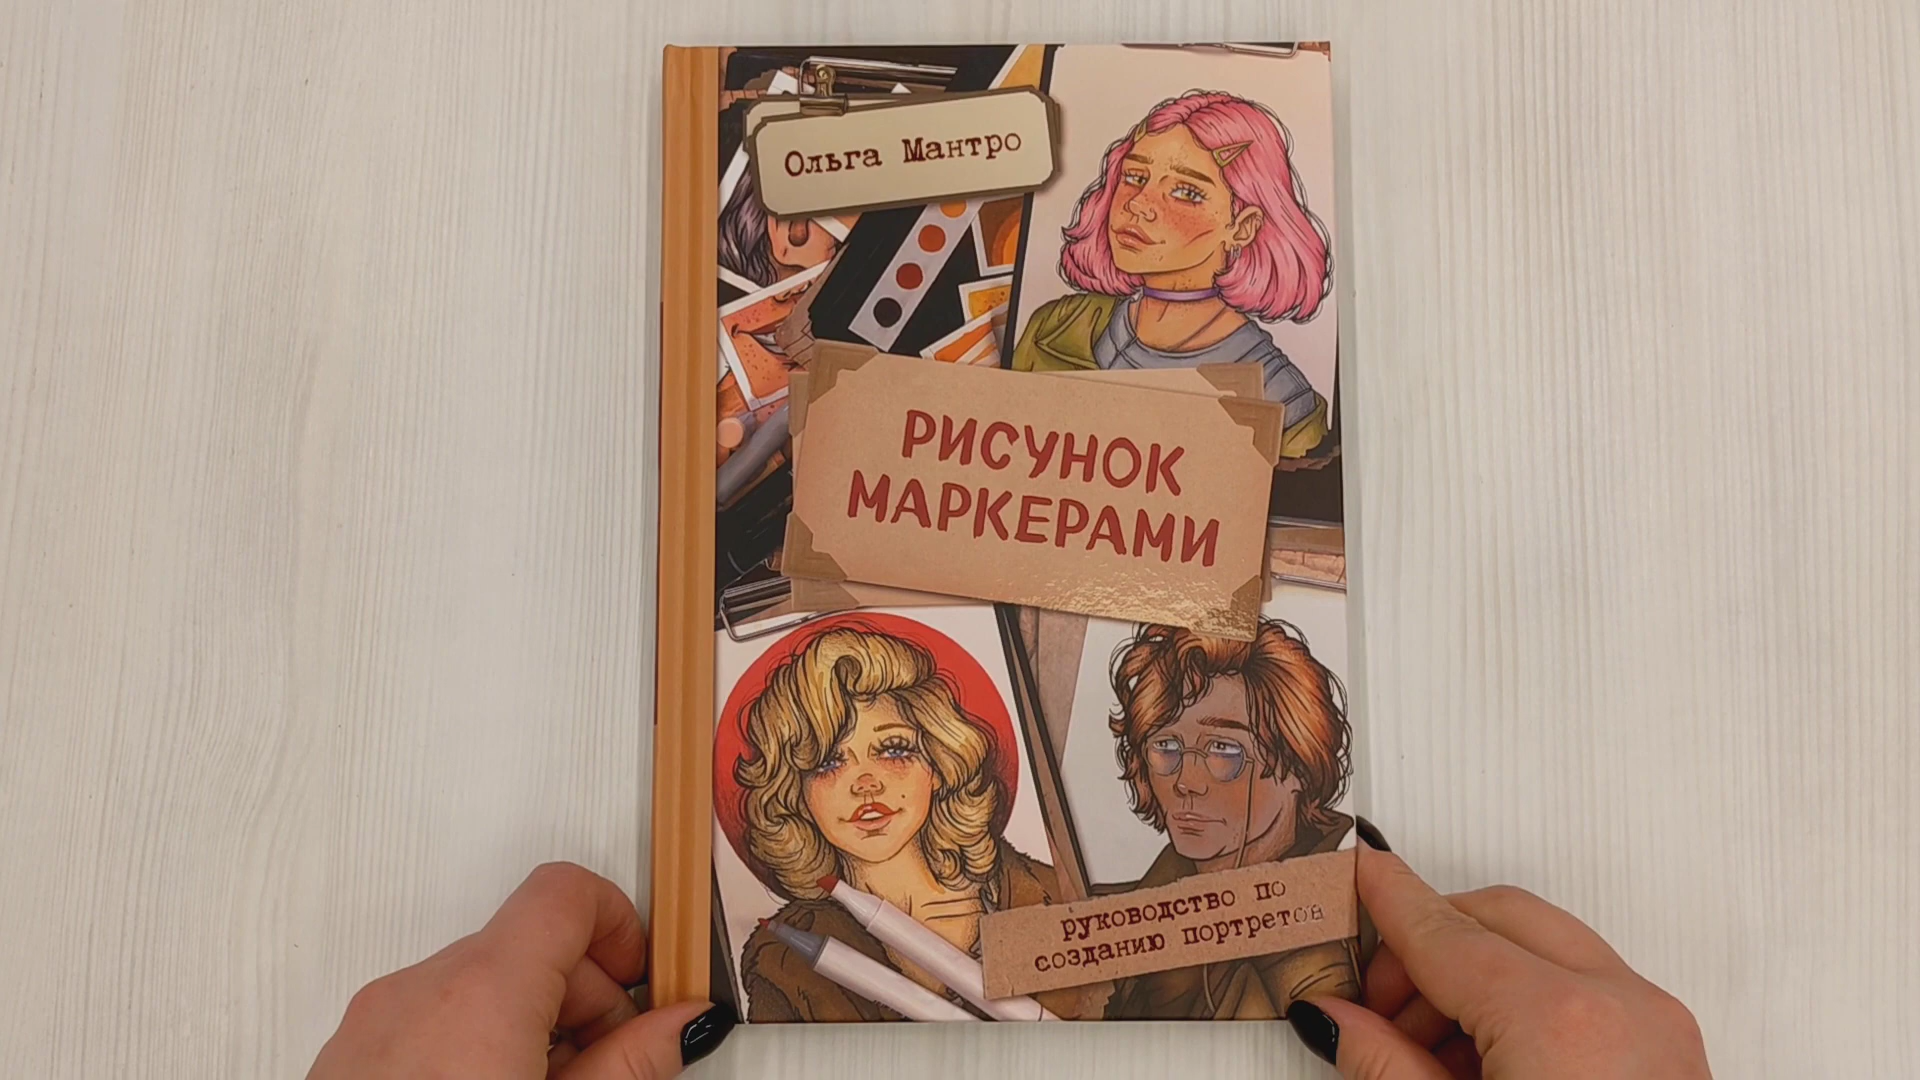 Ольга Мантро
РИСУНОК
МАРКЕРАМИ
руководство по
созданию портретов